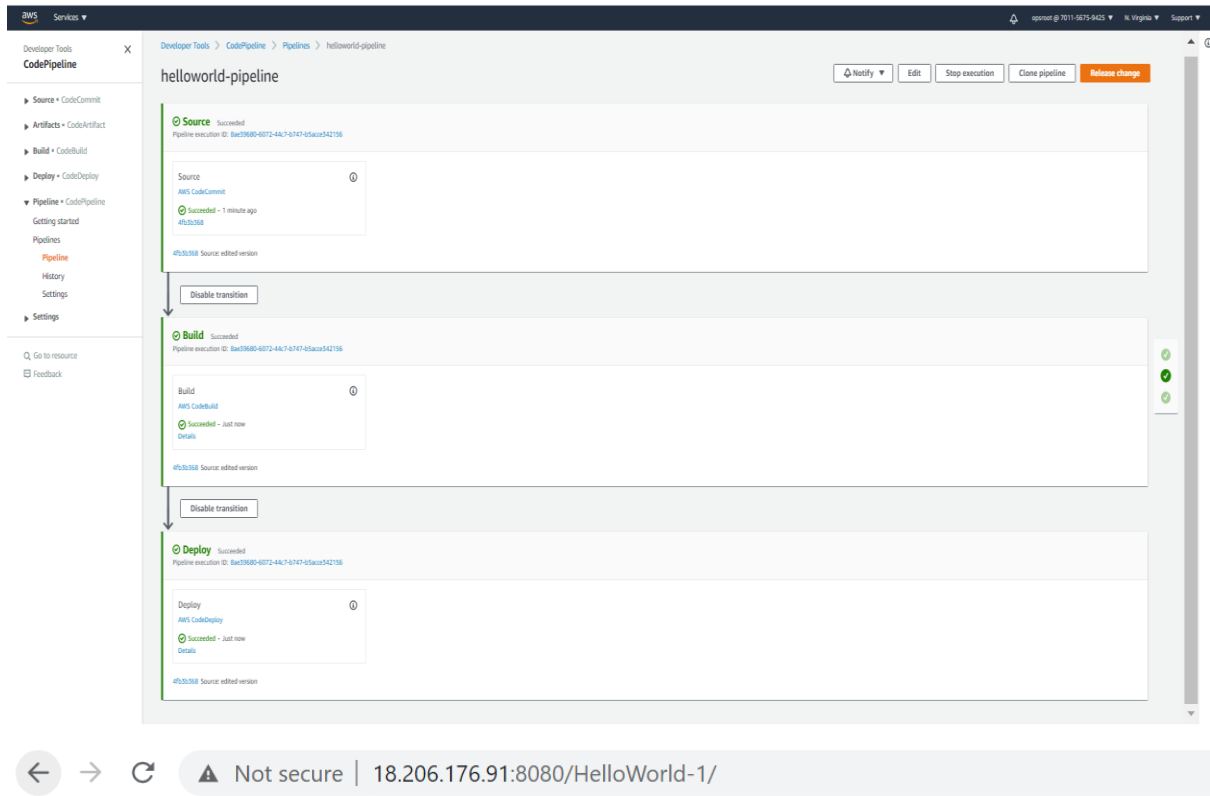 aws Services ▼ opsroot @ 7011-5675-9425 ▼ N. Virginia ▼ Support ▼
Developer Tools X
CodePipeline
Source • CodeCommit
Artifacts • CodeArtifact
Build • CodeBuild
Deploy • CodeDeploy
Pipeline • CodePipeline
Getting started
Pipelines
Pipeline
History
Settings
Settings
Go to resource
Feedback
Developer Tools > CodePipeline > Pipelines > helloworld-pipeline
helloworld-pipeline
Notify ▼ Edit Stop execution Clone pipeline Release change
Source Succeeded
Pipeline execution ID: 8ae39680-6072-44c7-b747-b5acce342156
Source
AWS CodeCommit
Succeeded - 1 minute ago
4fb3b368
4fb3b368 Source: edited version
Disable transition
Build Succeeded
Pipeline execution ID: 8ae39680-6072-44c7-b747-b5acce342156
Build
AWS CodeBuild
Succeeded - Just now
Details
4fb3b368 Source: edited version
Disable transition
Deploy Succeeded
Pipeline execution ID: 8ae39680-6072-44c7-b747-b5acce342156
Deploy
AWS CodeDeploy
Succeeded - Just now
Details
4fb3b368 Source: edited version
Not secure | 18.206.176.91:8080/HelloWorld-1/